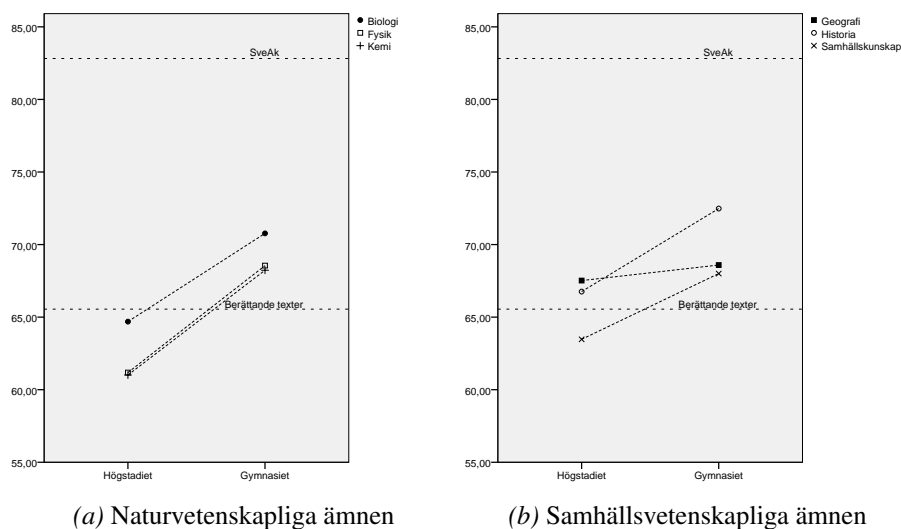 85,00
80,00
75,00
70,00
65,00
60,00
55,00
SveAk
Berättande texter
Högstadiet
Gymnasiet
Biologi
Fysik
Kemi
(a) Naturvetenskapliga ämnen
85,00
80,00
75,00
70,00
65,00
60,00
55,00
SveAk
Berättande texter
Högstadiet
Gymnasiet
Geografi
Historia
Samhällskunskap
(b) Samhällsvetenskapliga ämnen